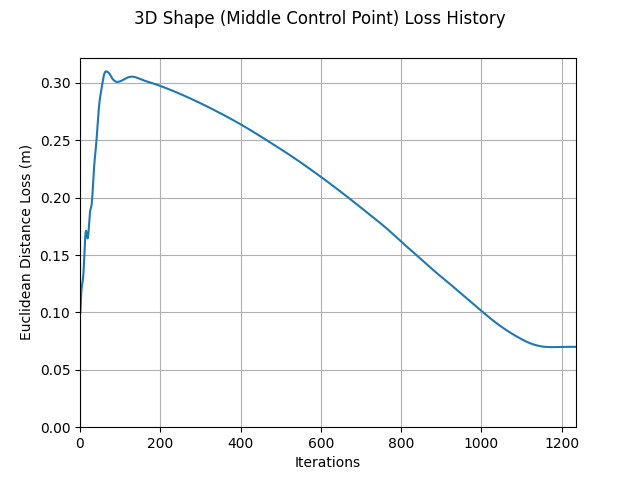 3D Shape (Middle Control Point) Loss History
Euclidean Distance Loss (m)
0.30
0.25
0.20
0.15
0.10
0.05
0.00
0 200 400 600 800 1000 1200
Iterations